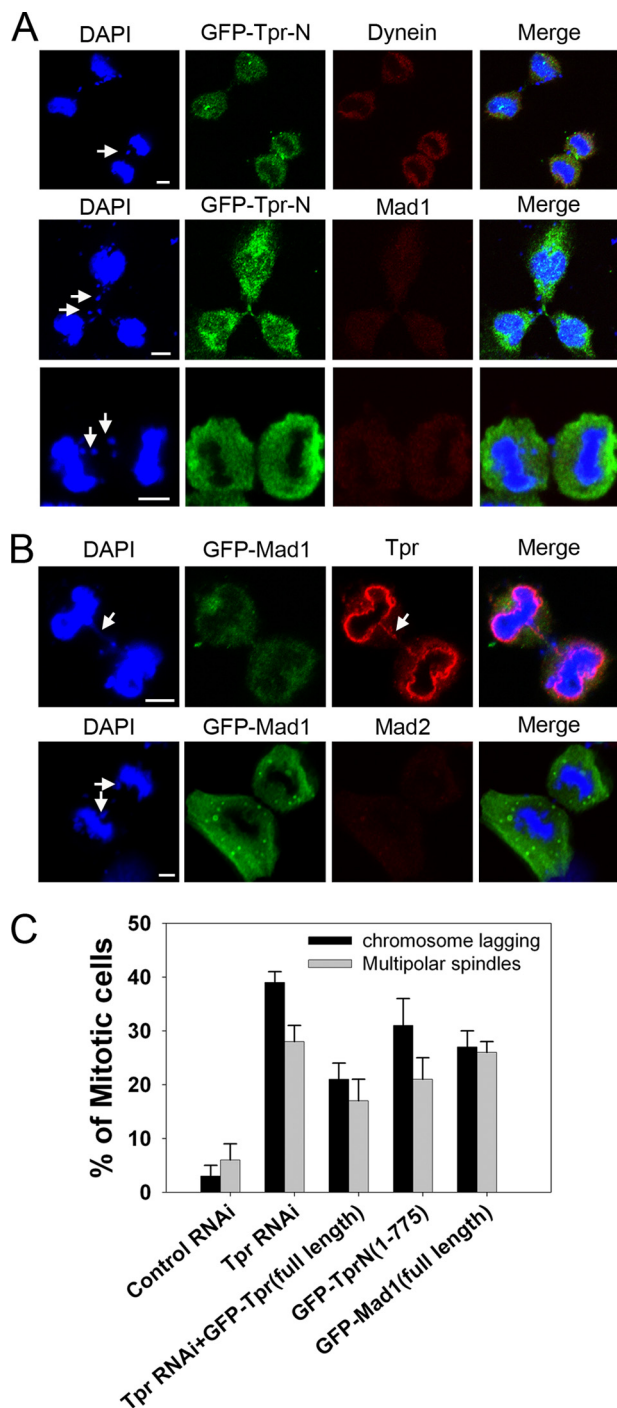 A
DAPI GFP-Tpr-N Dynein Merge
DAPI GFP-Tpr-N Mad1 Merge
B
DAPI GFP-Mad1 Tpr Merge
DAPI GFP-Mad1 Mad2 Merge
C
% of Mitotic cells
50
40
30
20
10
0
chromosome lagging
Multipolar spindles
Control RNAi
Tpr RNAi
Tpr RNAi+GFP-Tpr(full length)
GFP-TprN(1-775)
GFP-Mad1(full length)